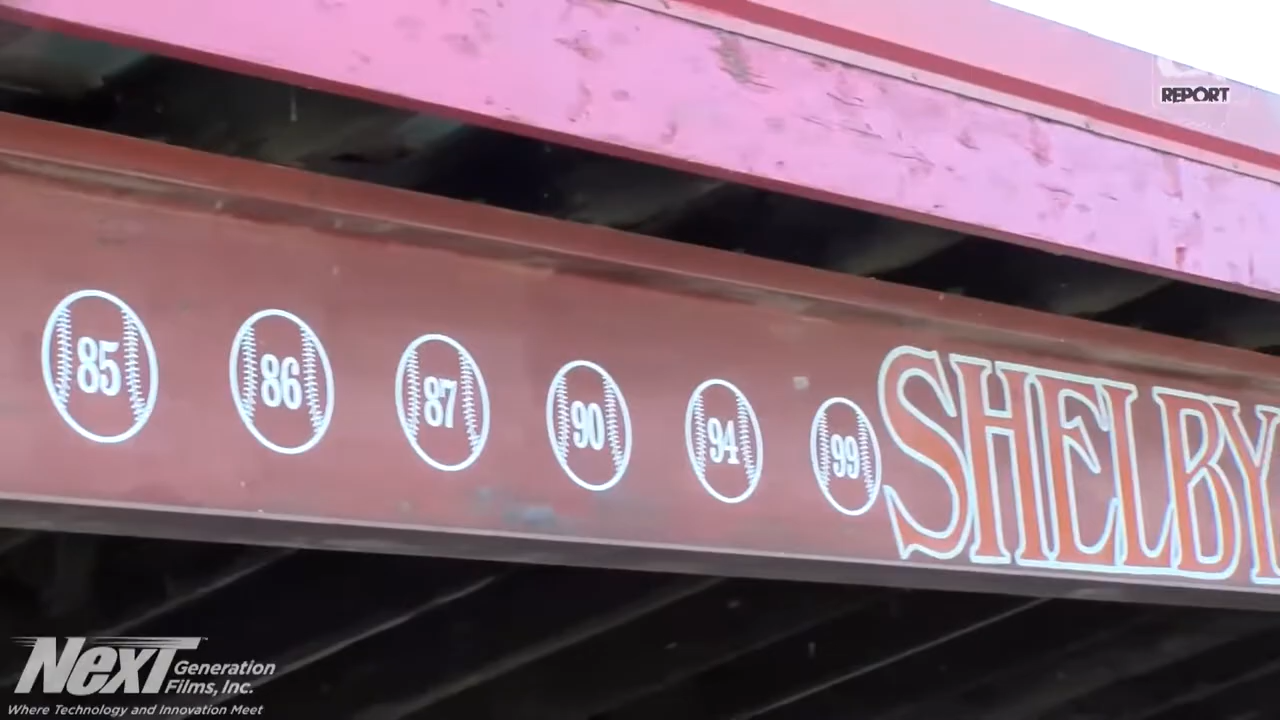 REPORT
85 86 87 90 94 99 SHELBY
NexT Generation
Films, Inc.
Where Technology and Innovation Meet